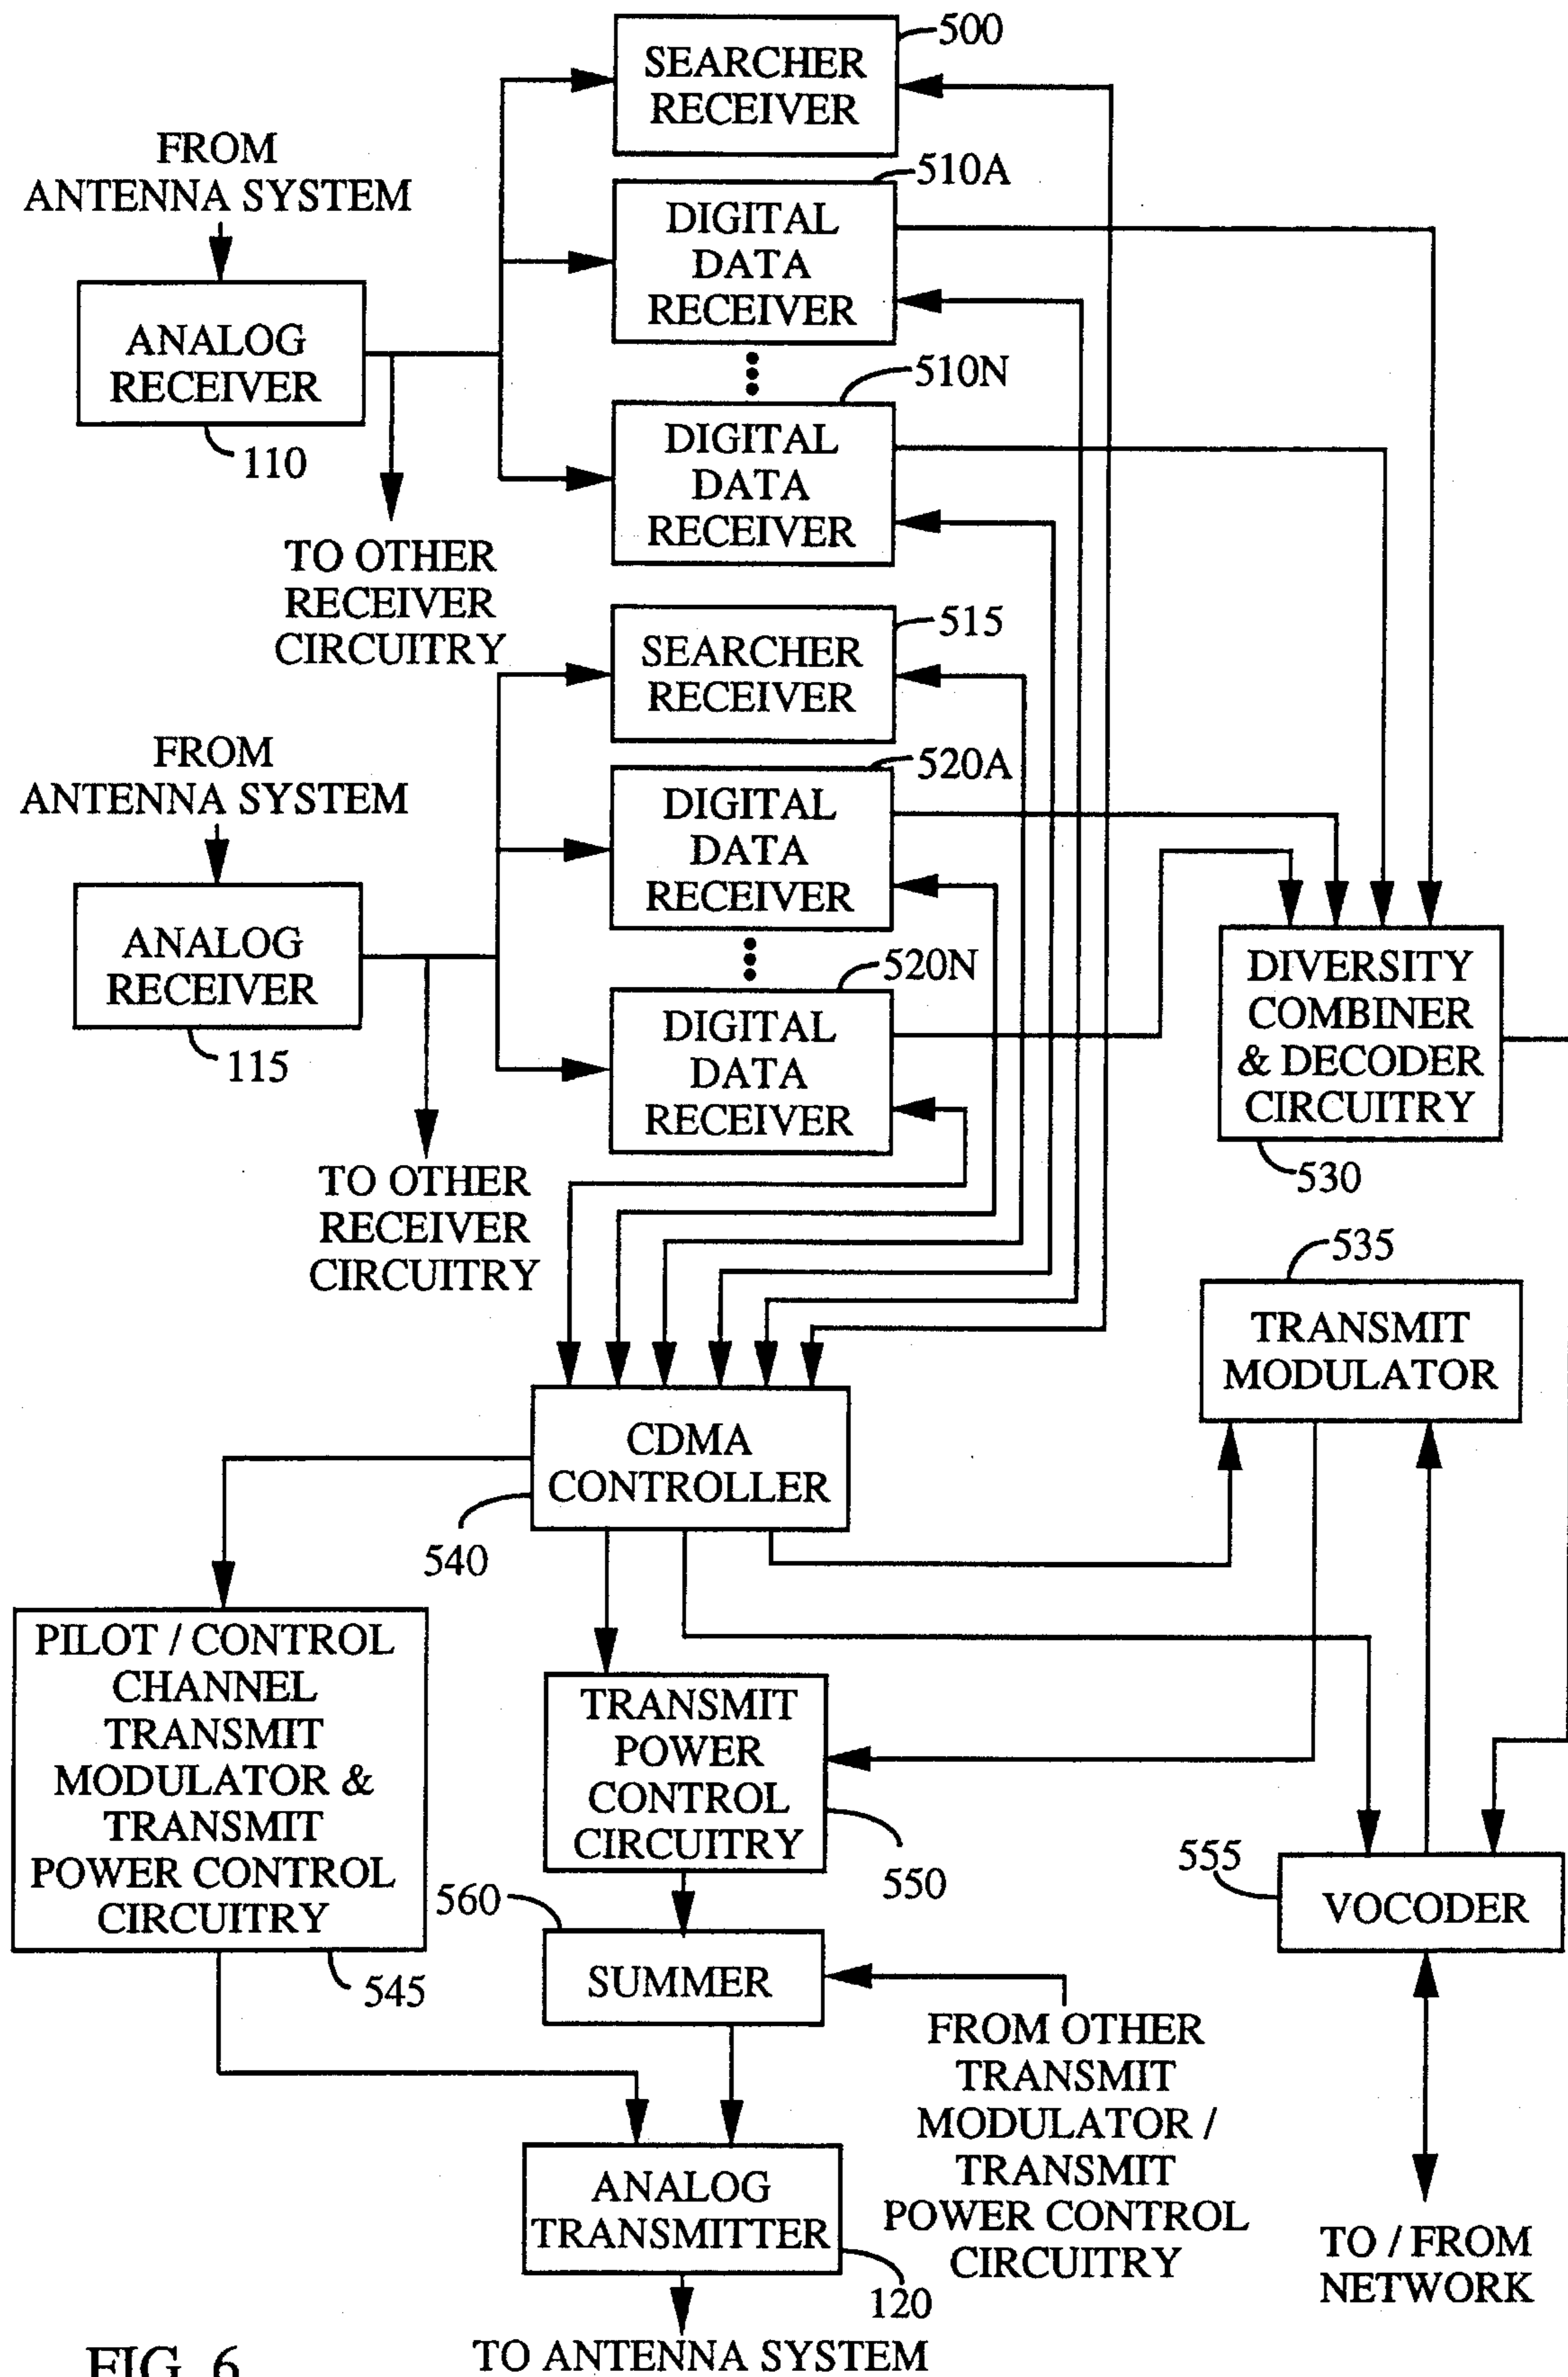 500
SEARCHER
RECEIVER
FROM
ANTENNA SYSTEM
510A
DIGITAL
DATA
RECEIVER
ANALOG
RECEIVER
110
510N
DIGITAL
DATA
RECEIVER
TO OTHER
RECEIVER
CIRCUITRY
515
SEARCHER
RECEIVER
FROM
ANTENNA SYSTEM
520A
DIGITAL
DATA
RECEIVER
ANALOG
RECEIVER
115
520N
DIGITAL
DATA
RECEIVER
DIVERSITY
COMBINER
& DECODER
CIRCUITRY
530
TO OTHER
RECEIVER
CIRCUITRY
535
TRANSMIT
MODULATOR
CDMA
CONTROLLER
540
PILOT / CONTROL
CHANNEL
TRANSMIT
MODULATOR &
TRANSMIT
POWER CONTROL
CIRCUITRY
545
TRANSMIT
POWER
CONTROL
CIRCUITRY
550
555
VOCODER
560
SUMMER
FROM OTHER
TRANSMIT
MODULATOR /
TRANSMIT
POWER CONTROL
CIRCUITRY
ANALOG
TRANSMITTER
120
TO / FROM
NETWORK
TO ANTENNA SYSTEM
FIG. 6